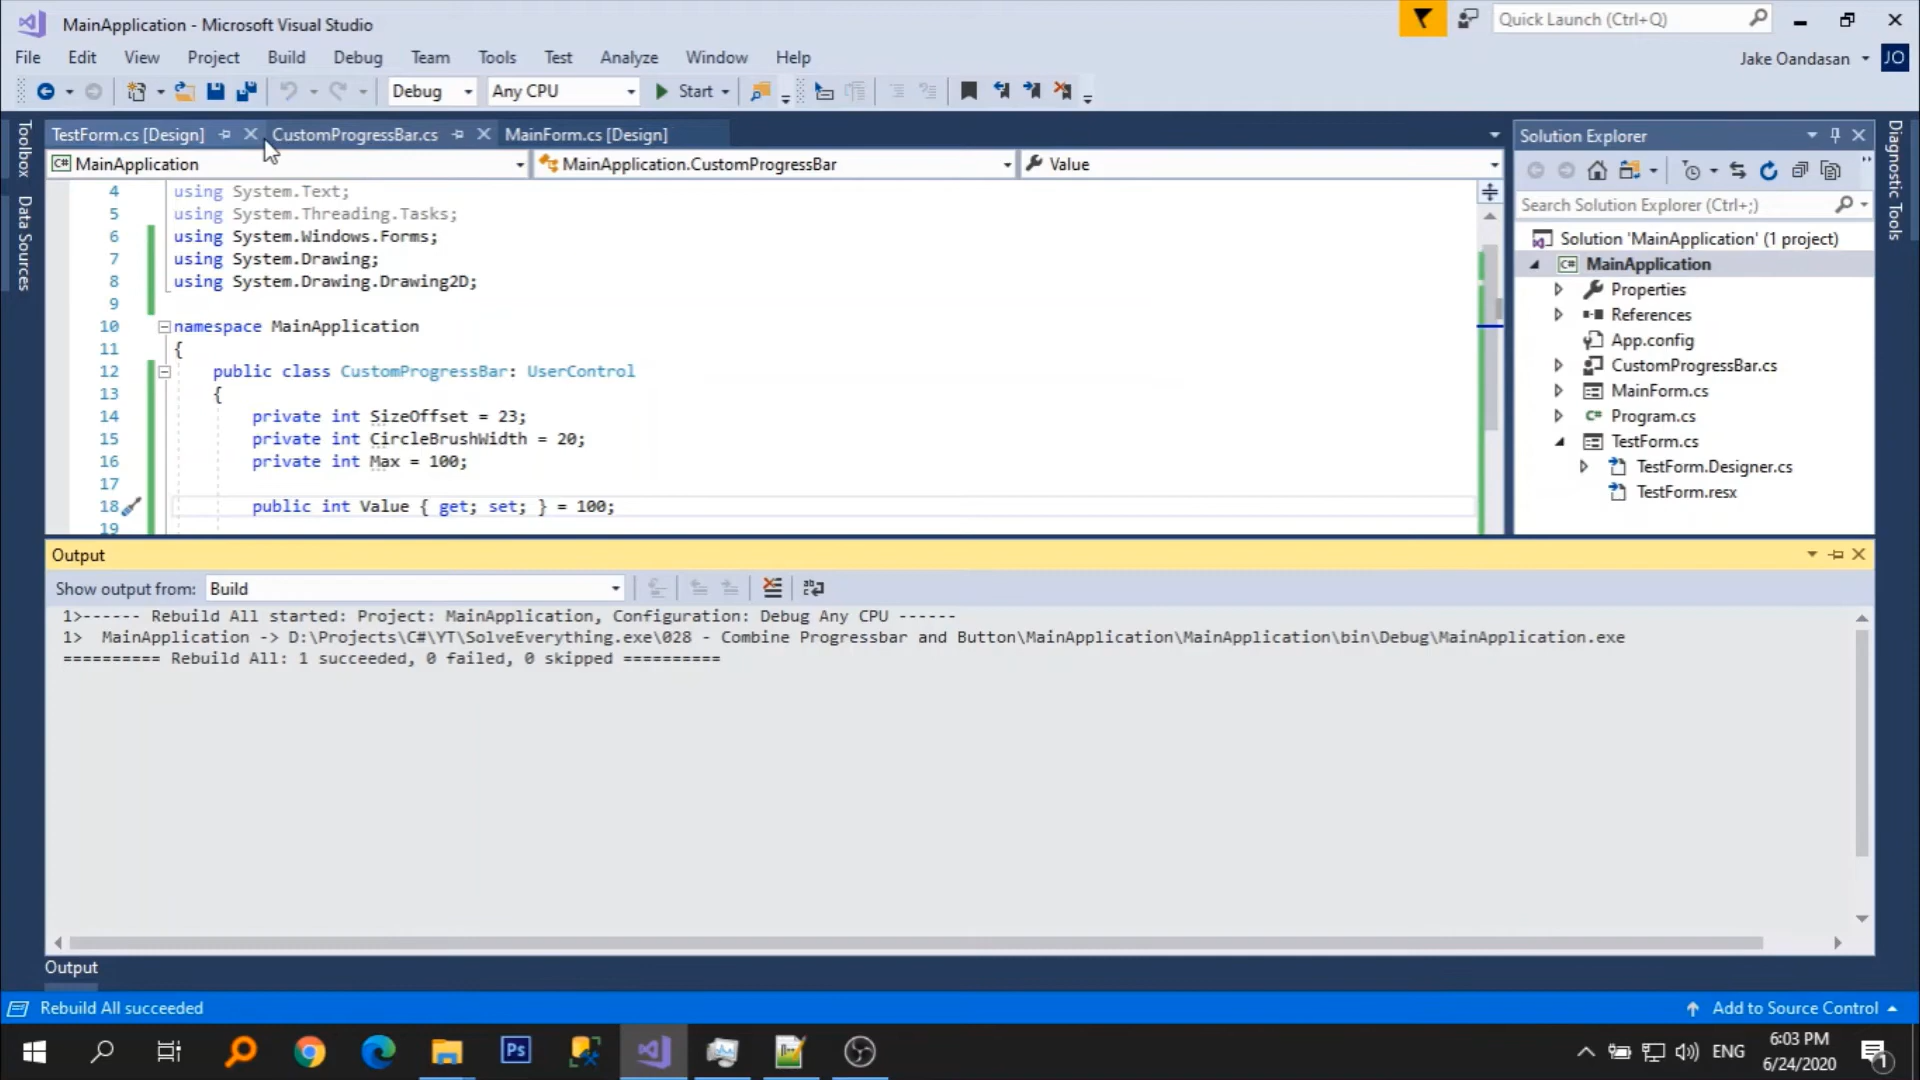 MainApplication - Microsoft Visual Studio
Quick Launch (Ctrl+Q)
File Edit View Project Build Debug Team Tools Test Analyze Window Help
Jake Oandasan JO
Debug Any CPU Start
Toolbox
Data Sources
TestForm.cs [Design] CustomProgressBar.cs MainForm.cs [Design]
C# MainApplication MainApplication.CustomProgressBar Value
4 using System.Text;
5 using System.Threading.Tasks;
6 using System.Windows.Forms;
7 using System.Drawing;
8 using System.Drawing.Drawing2D;
9
10 namespace MainApplication
11 {
12 public class CustomProgressBar: UserControl
13 {
14 private int SizeOffset = 23;
15 private int CircleBrushWidth = 20;
16 private int Max = 100;
17
18 public int Value { get; set; } = 100;
19
Solution Explorer
Search Solution Explorer (Ctrl+;)
Solution 'MainApplication' (1 project)
C# MainApplication
Properties
References
App.config
CustomProgressBar.cs
MainForm.cs
C# Program.cs
TestForm.cs
TestForm.Designer.cs
TestForm.resx
Diagnostic Tools
Output
Show output from: Build
1>------ Rebuild All started: Project: MainApplication, Configuration: Debug Any CPU ------
1>  MainApplication -> D:\Projects\C#\YT\SolveEverything.exe\028 - Combine Progressbar and Button\MainApplication\MainApplication\bin\Debug\MainApplication.exe
========== Rebuild All: 1 succeeded, 0 failed, 0 skipped ==========
Output
Rebuild All succeeded
Add to Source Control
Ps
ENG
6:03 PM
6/24/2020
1